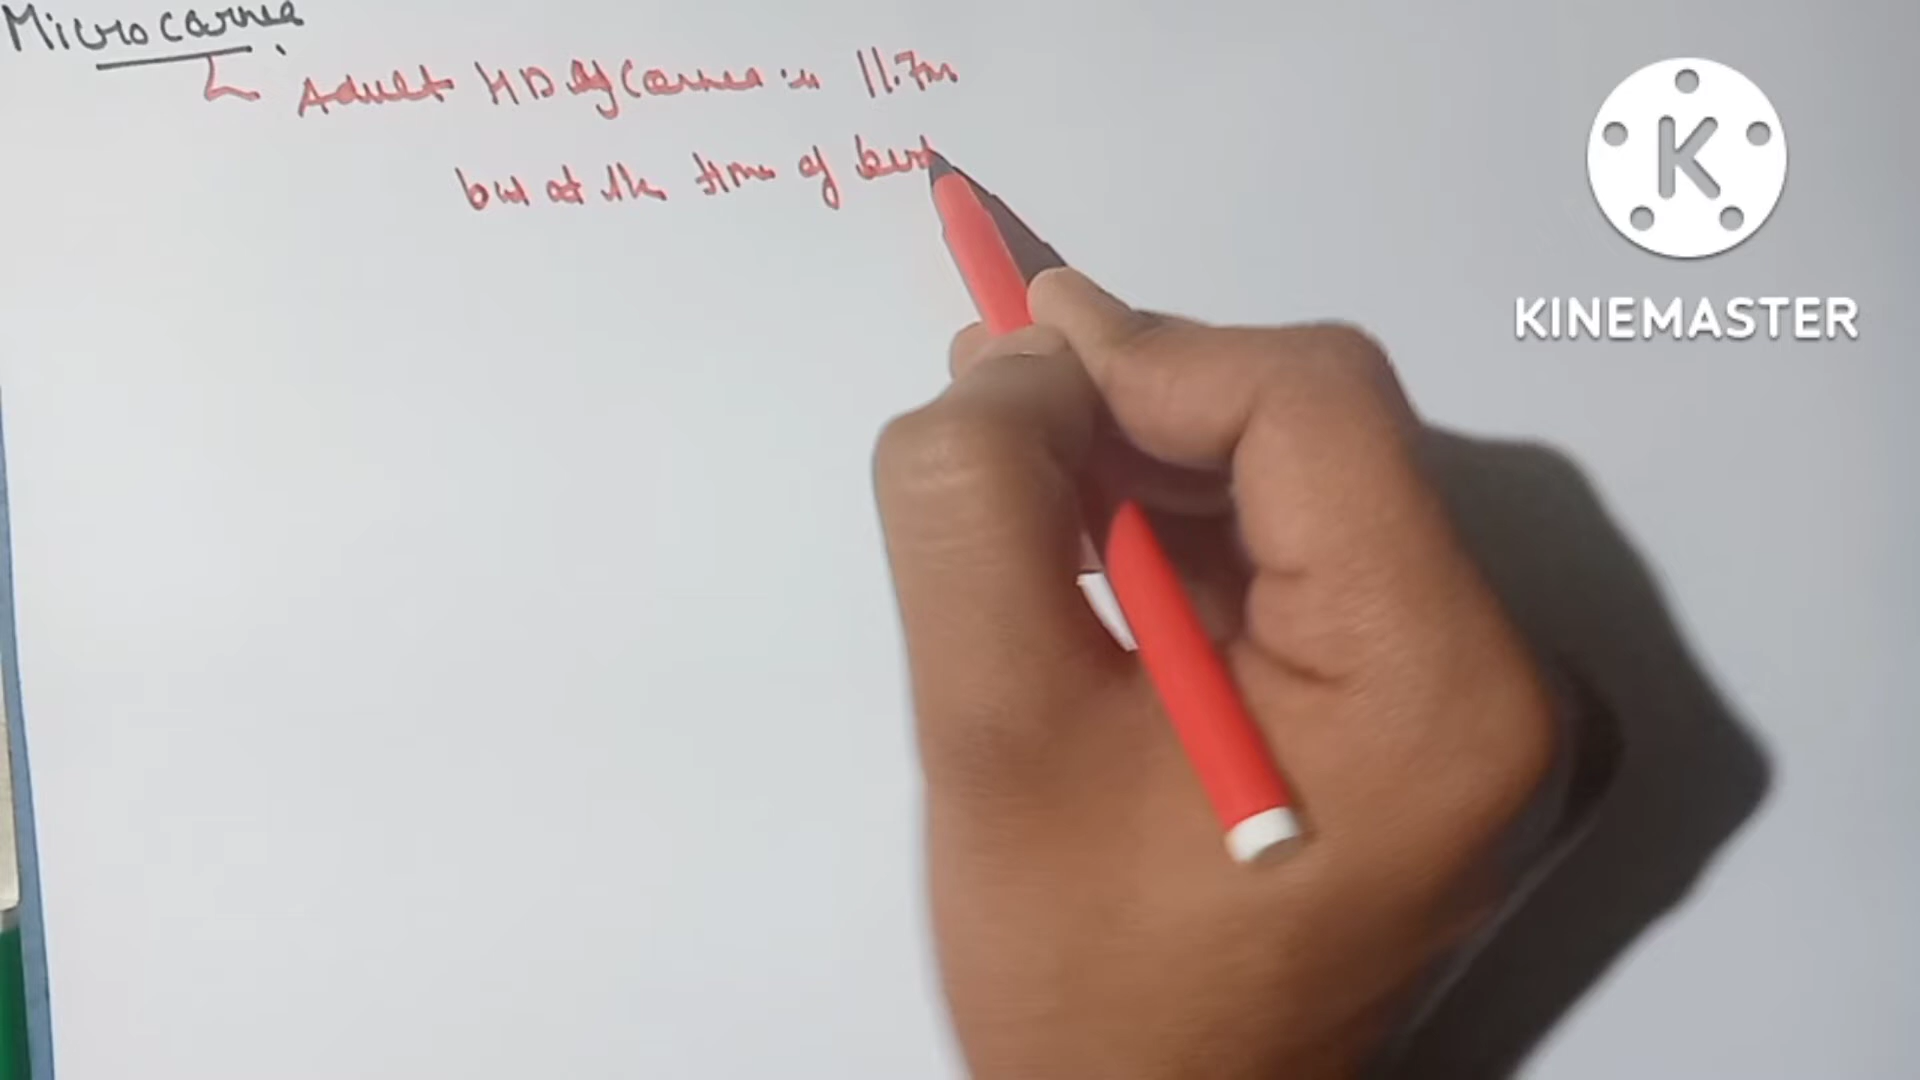 Microcornea
Adult HD of Cornea is 11.7m
but at the time of birt
K
KINEMASTER